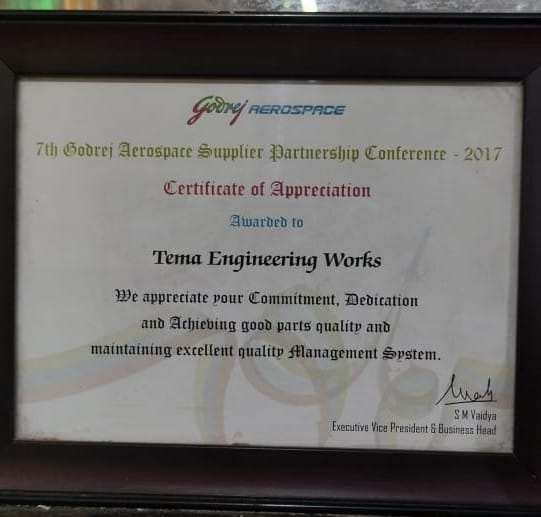 Godrej AEROSPACE
7th Godrej Aerospace Supplier Partnership Conference - 2017
Certificate of Appreciation
Awarded to
Tema Engineering Works
We appreciate your Commitment, Dedication
and Achieving good parts quality and
maintaining excellent quality Management System.
S M Vaidya
Executive Vice President & Business Head